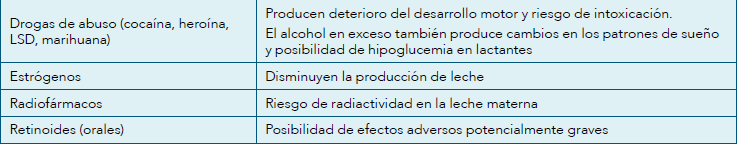 Drogas de abuso (cocaína, heroína,
LSD, marihuana)
Producen deterioro del desarrollo motor y riesgo de intoxicación.
El alcohol en exceso también produce cambios en los patrones de sueño
y posibilidad de hipoglucemia en lactantes
Estrógenos
Disminuyen la producción de leche
Radiofármacos
Riesgo de radiactividad en la leche materna
Retinoides (orales)
Posibilidad de efectos adversos potencialmente graves